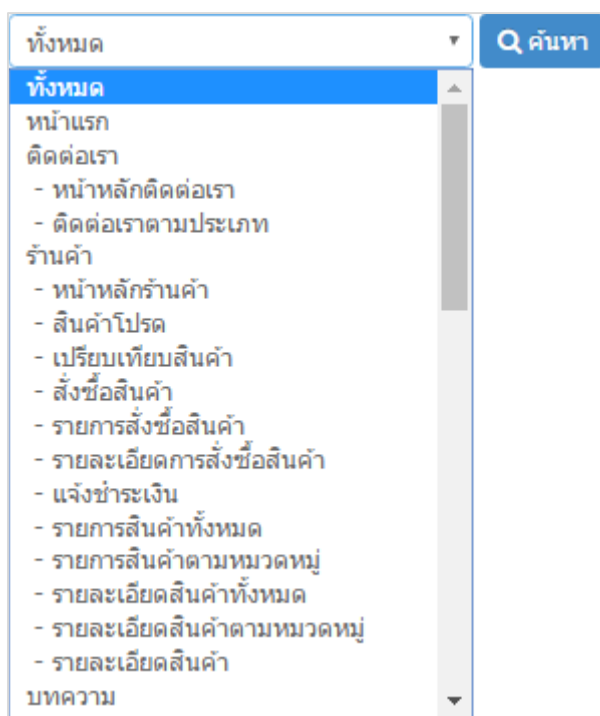 ทั้งหมด ค้นหา
ทั้งหมด
หน้าแรก
ติดต่อเรา
- หน้าหลักติดต่อเรา
- ติดต่อเราตามประเภท
ร้านค้า
- หน้าหลักร้านค้า
- สินค้าโปรด
- เปรียบเทียบสินค้า
- สั่งซื้อสินค้า
- รายการสั่งซื้อสินค้า
- รายละเอียดการสั่งซื้อสินค้า
- แจ้งชำระเงิน
- รายการสินค้าทั้งหมด
- รายการสินค้าตามหมวดหมู่
- รายละเอียดสินค้าทั้งหมด
- รายละเอียดสินค้าตามหมวดหมู่
- รายละเอียดสินค้า
บทความ